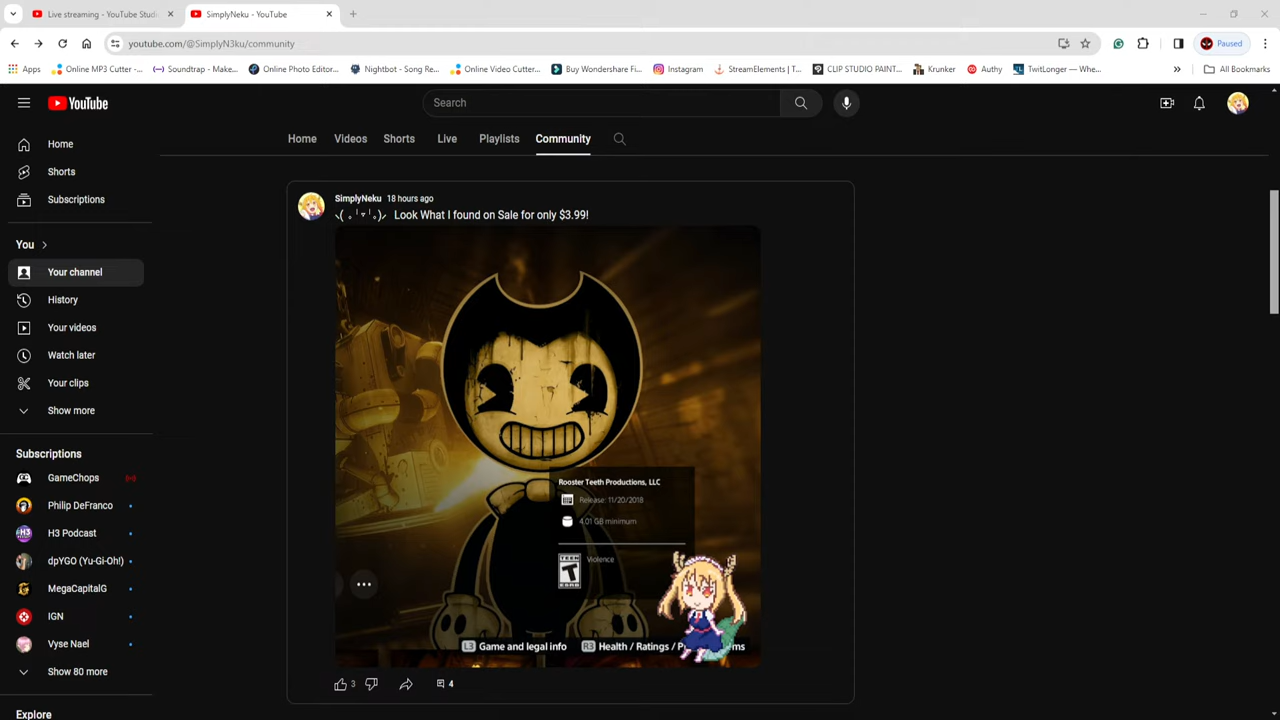 Live streaming - YouTube Studi
SimplyNeku - YouTube
youtube.com/@SimplyN3ku/community
Paused
Apps
Online MP3 Cutter -...
Soundtrap - Make...
Online Photo Editor...
Nightbot - Song Re...
Online Video Cutter...
Buy Wondershare Fi...
Instagram
StreamElements | T...
CLIP STUDIO PAINT...
Krunker
Authy
TwitLonger — Whe...
All Bookmarks
YouTube
Search
Home
Videos
Shorts
Live
Playlists
Community
Home
Shorts
Subscriptions
You
Your channel
History
Your videos
Watch later
Your clips
Show more
Subscriptions
GameChops
Philip DeFranco
H3 Podcast
dpYGO (Yu-Gi-Oh!)
MegaCapitalG
IGN
Vyse Nael
Show 80 more
Explore
SimplyNeku 18 hours ago
Look What I found on Sale for only $3.99!
Rooster Teeth Productions, LLC
Release: 11/20/2018
4.01 GB minimum
TEEN
T
ESRB
Violence
L3 Game and legal info
R3 Health / Ratings /
3
4